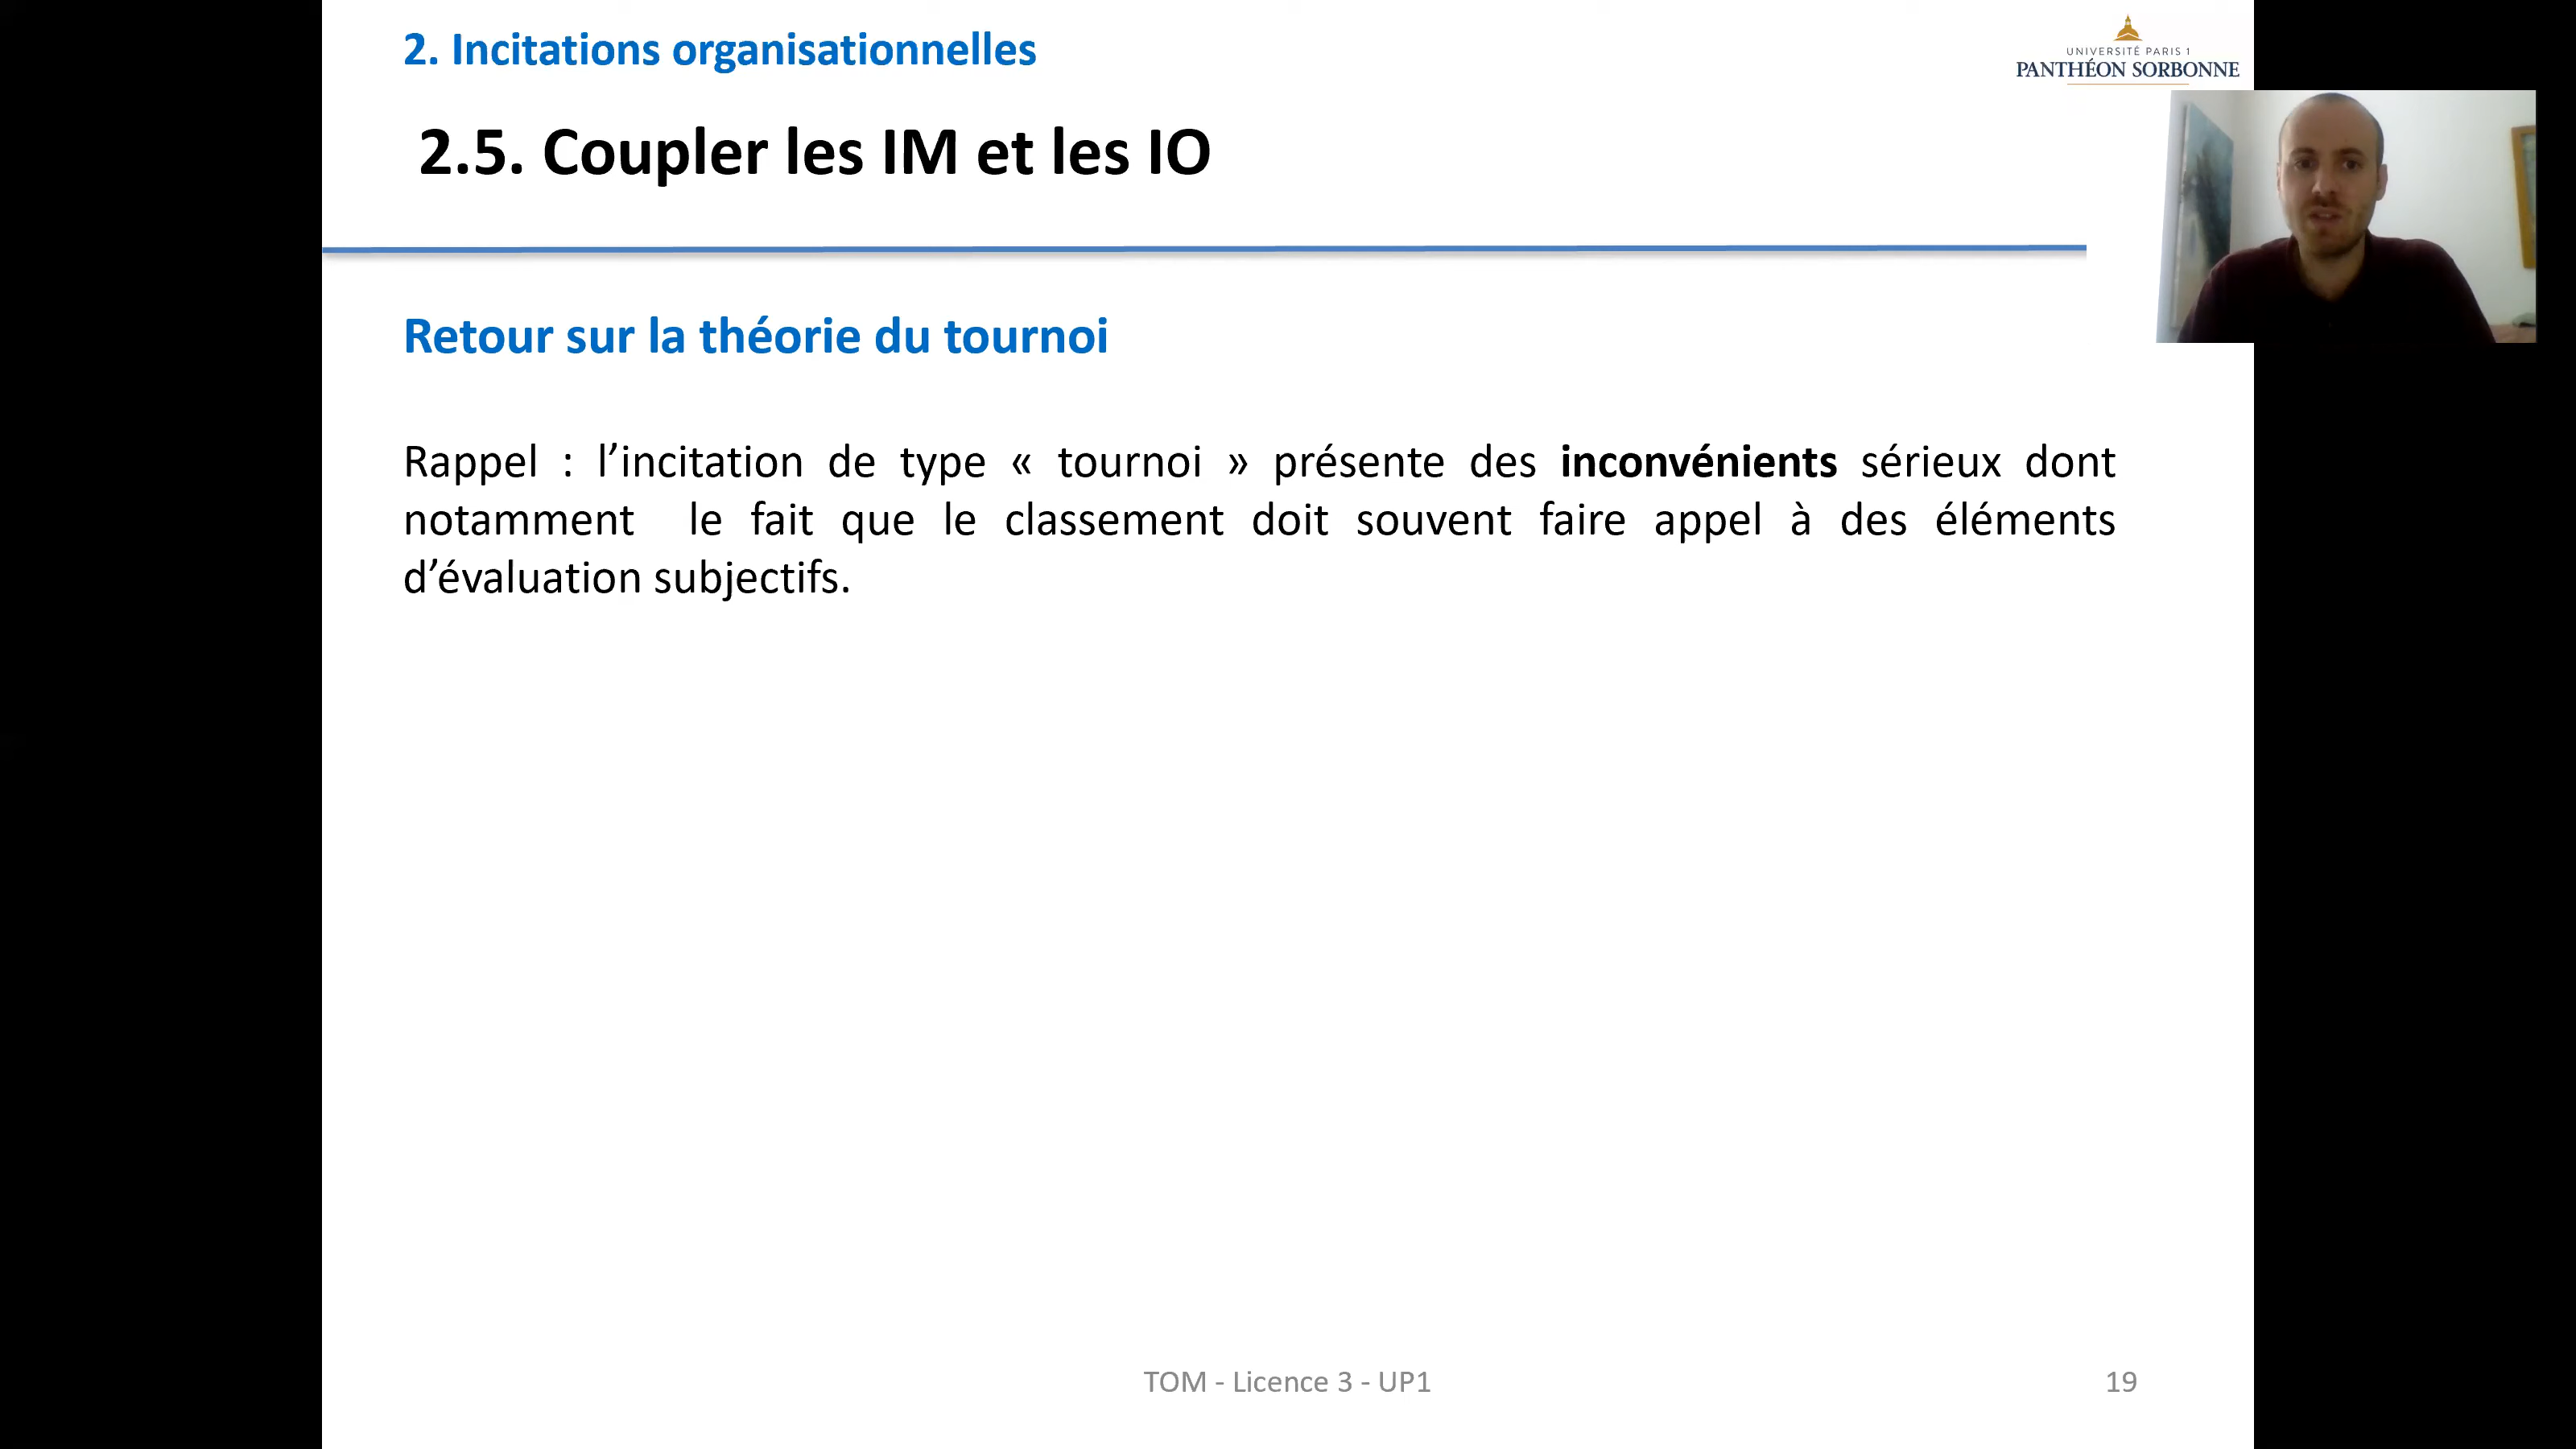 2. Incitations organisationnelles
UNIVERSITÉ PARIS 1
PANTHÉON SORBONNE
2.5. Coupler les IM et les IO
Retour sur la théorie du tournoi
Rappel : l’incitation de type « tournoi » présente des inconvénients sérieux dont
notamment le fait que le classement doit souvent faire appel à des éléments
d’évaluation subjectifs.
TOM - Licence 3 - UP1
19